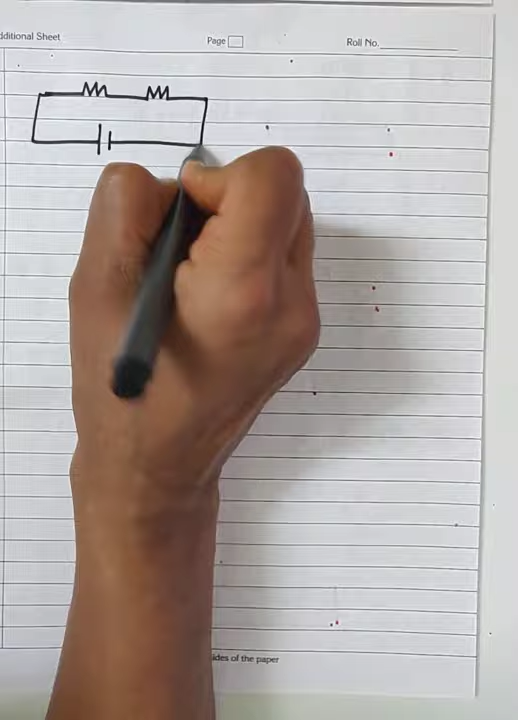 dditional Sheet
Page
Roll No.
ides of the paper